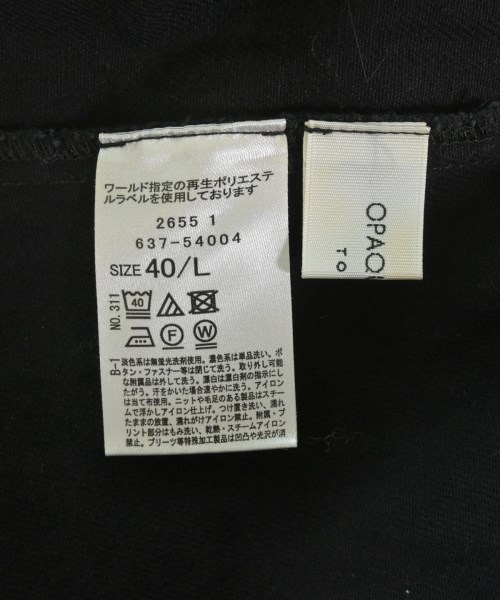 ワールド指定の再生ポリエステ
ルラベルを使用しております
2655 1
637-54004
SIZE 40/L
NO. 311
40
F
W
B-1
淡色系は無蛍光洗剤使用。濃色系は単品洗い。ボ
タン・ファスナー等は閉じて洗う。取り外し可能
な附属品は外して洗う。漂白は漂白剤の指示にし
たがう。汗をかいた場合速やかに洗う。アイロン
は当て布使用。ニットや毛足のある製品はスチー
ムで浮かしアイロン仕上げ。つけ置き洗い、濡れ
たままの放置、濡れがけアイロン禁止。附属・プ
リント部分はもみ洗い、乾熱・スチームアイロン
禁止。プリーツ等特殊加工製品は凹凸や光沢が消
OPAQ
TO